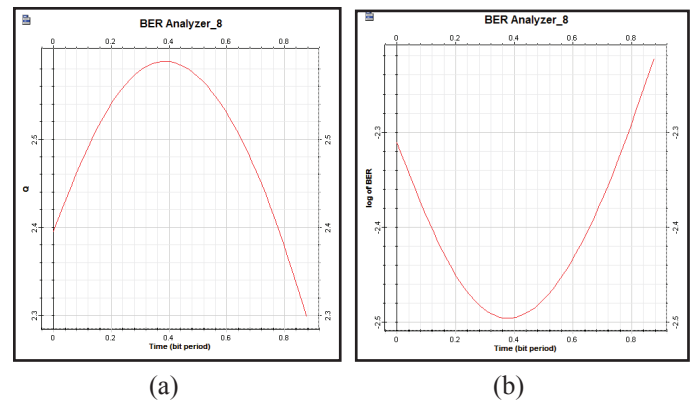 BER Analyzer_8
0 0.2 0.4 0.6 0.8
2.5 2.5
Q
2.4 2.4
2.3 2.3
0 0.2 0.4 0.6 0.8
Time (bit period)
(a)
BER Analyzer_8
0 0.2 0.4 0.6 0.8
-2.3 -2.3
log of BER
-2.4 -2.4
-2.5 -2.5
0 0.2 0.4 0.6 0.8
Time (bit period)
(b)